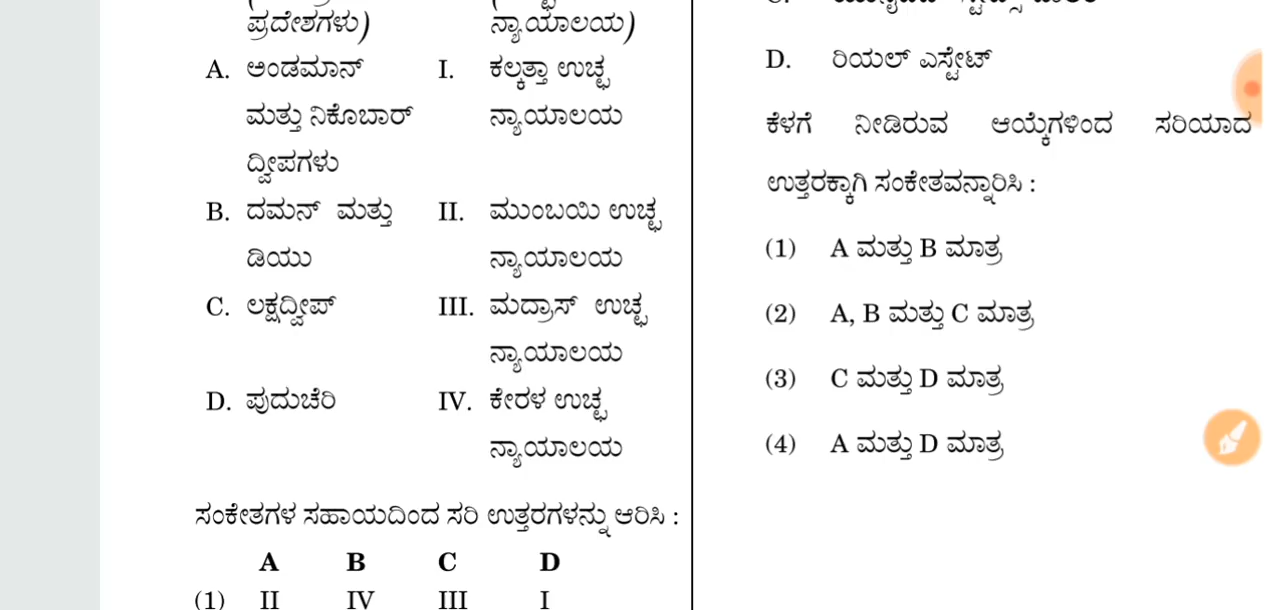 ಪ್ರದೇಶಗಳು) ನ್ಯಾಯಾಲಯ)
A. ಅಂಡಮಾನ್ I. ಕಲ್ಕತ್ತಾ ಉಚ್ಛ
ಮತ್ತು ನಿಕೊಬಾರ್ ನ್ಯಾಯಾಲಯ
ದ್ವೀಪಗಳು
B. ದಮನ್ ಮತ್ತು II. ಮುಂಬಯಿ ಉಚ್ಛ
ಡಿಯು ನ್ಯಾಯಾಲಯ
C. ಲಕ್ಷದ್ವೀಪ್ III. ಮದ್ರಾಸ್ ಉಚ್ಛ
ನ್ಯಾಯಾಲಯ
D. ಪುದುಚೆರಿ IV. ಕೇರಳ ಉಚ್ಛ
ನ್ಯಾಯಾಲಯ
ಸಂಕೇತಗಳ ಸಹಾಯದಿಂದ ಸರಿ ಉತ್ತರಗಳನ್ನು ಆರಿಸಿ :
A B C D
(1) II IV III I
D. ರಿಯಲ್ ಎಸ್ಟೇಟ್
ಕೆಳಗೆ ನೀಡಿರುವ ಆಯ್ಕೆಗಳಿಂದ ಸರಿಯಾದ
ಉತ್ತರಕ್ಕಾಗಿ ಸಂಕೇತವನ್ನಾರಿಸಿ :
(1) A ಮತ್ತು B ಮಾತ್ರ
(2) A, B ಮತ್ತು C ಮಾತ್ರ
(3) C ಮತ್ತು D ಮಾತ್ರ
(4) A ಮತ್ತು D ಮಾತ್ರ